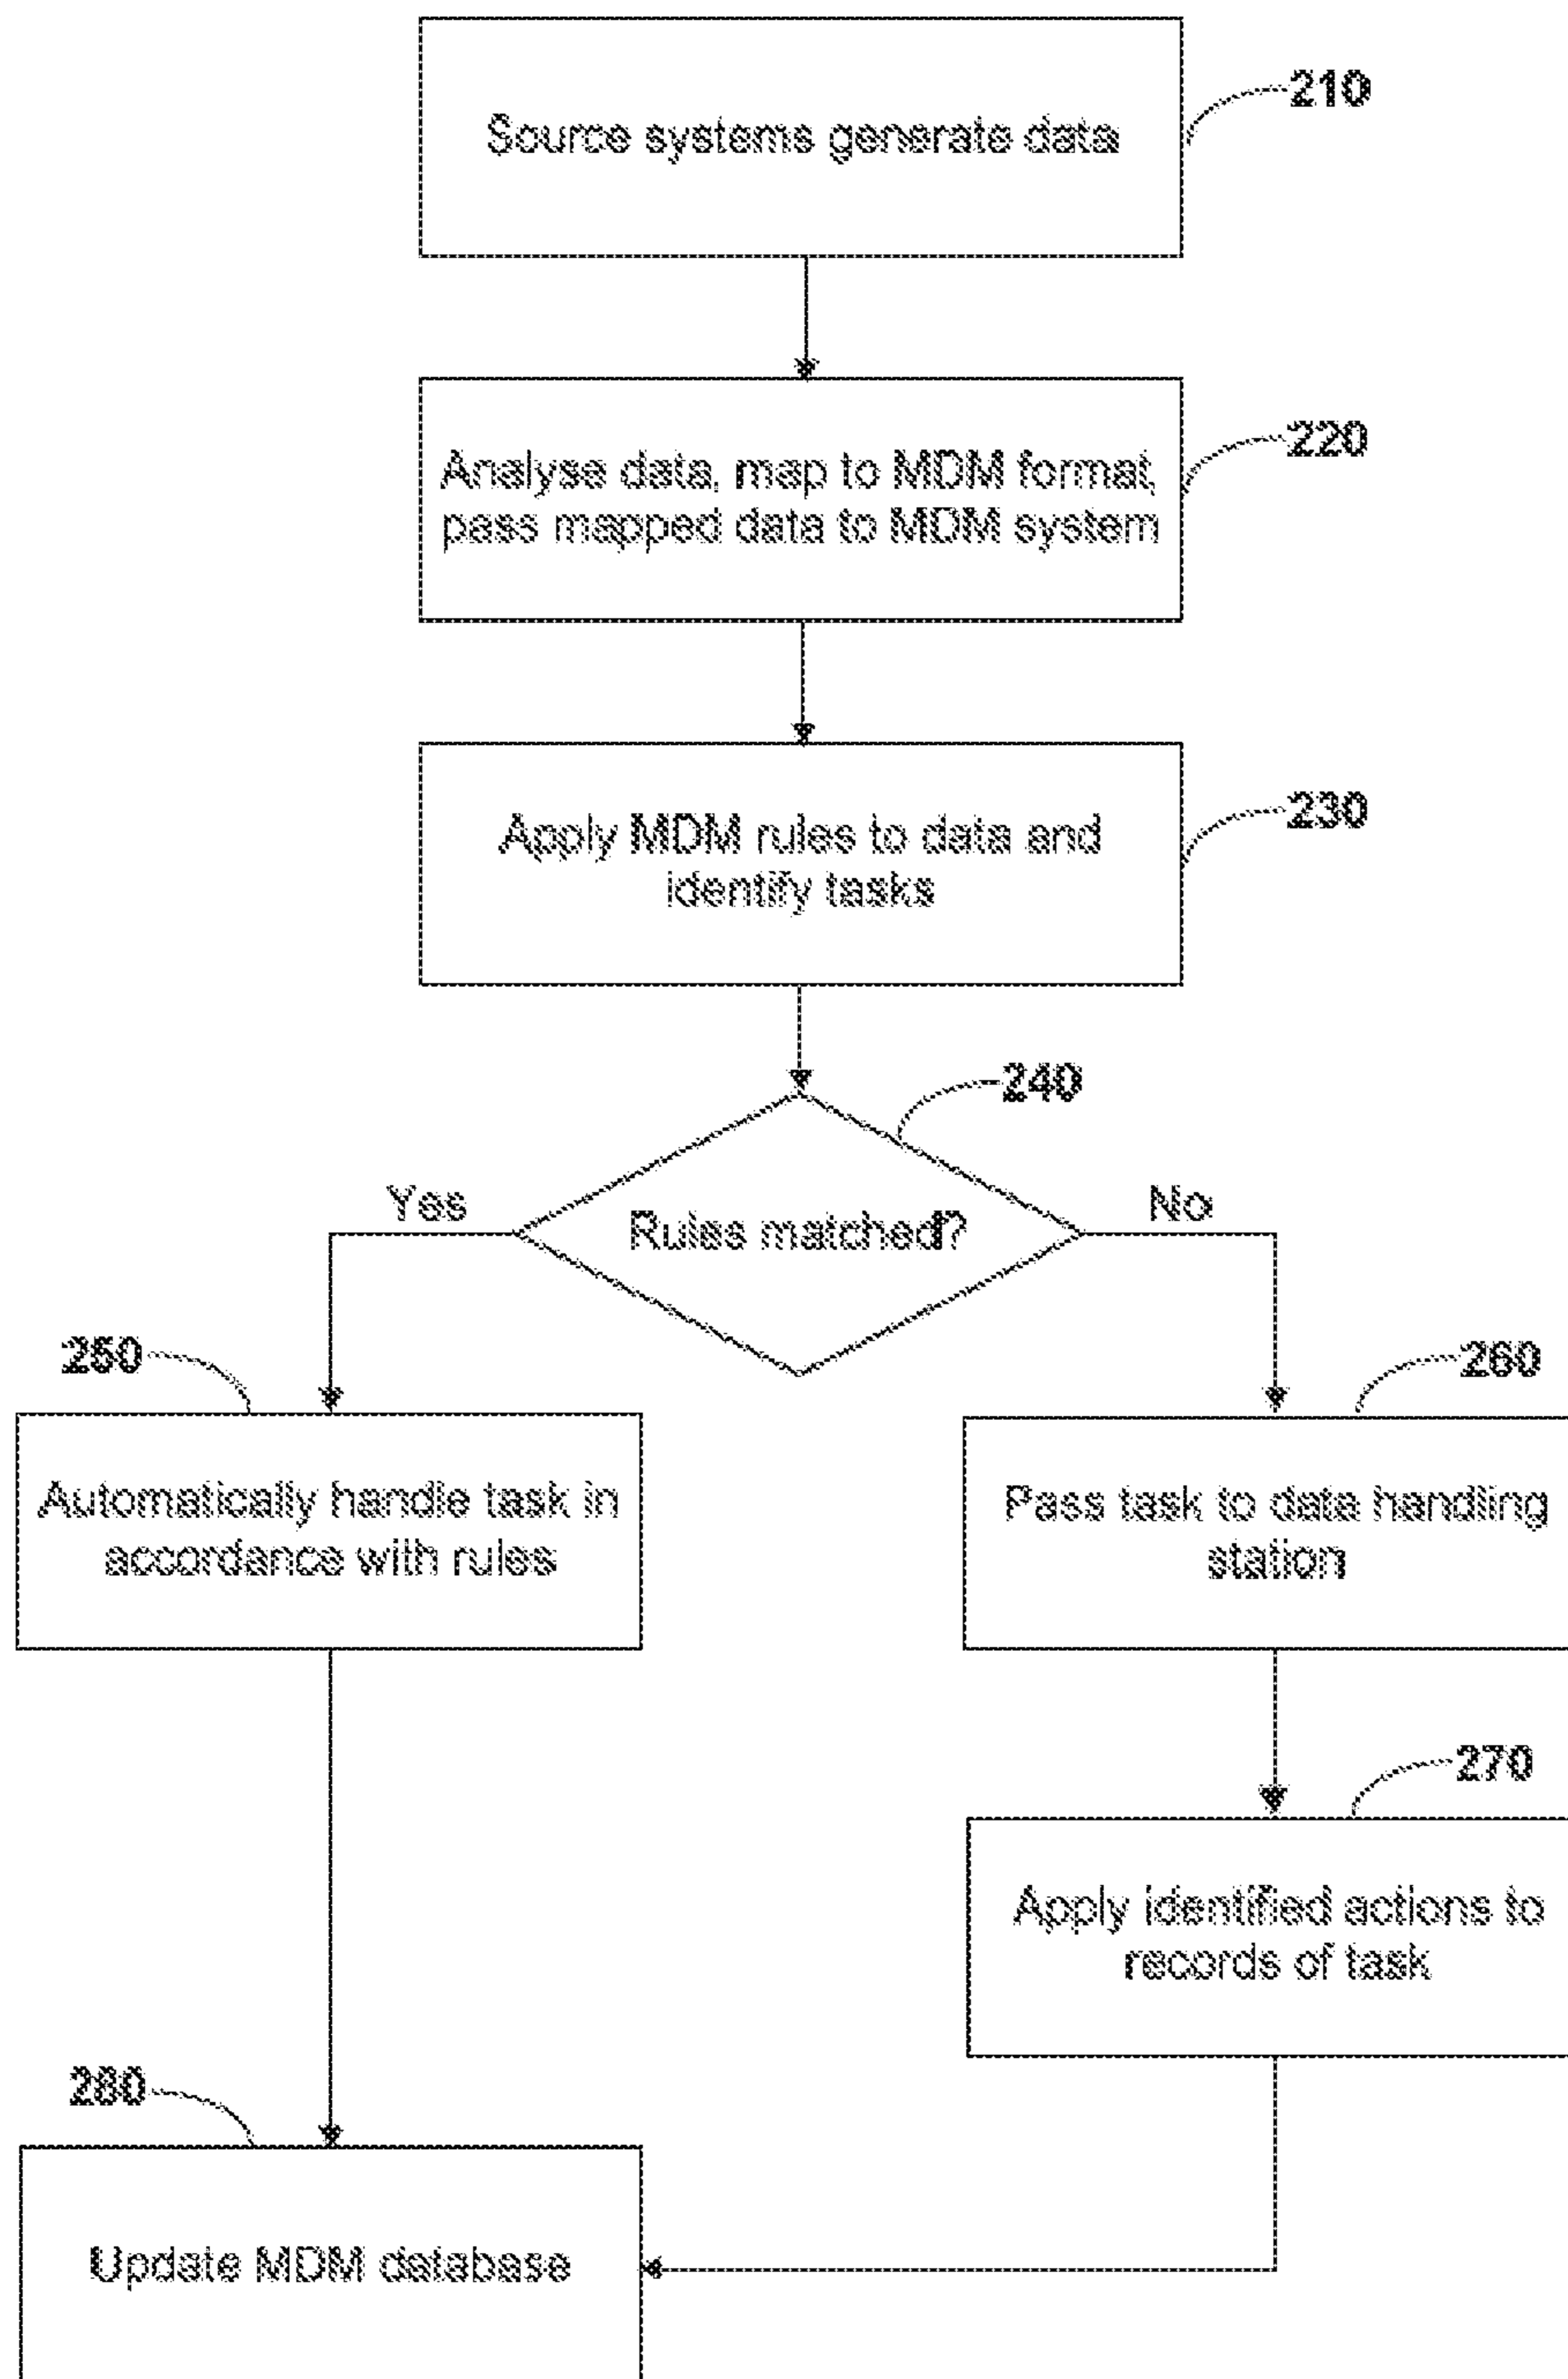 210
Source systems generate data
220
Analyse data, map to MDM format,
pass mapped data to MDM system
230
Apply MDM rules to data and
identify tasks
240
Yes
Rules matched?
No
250
260
Automatically handle task in
accordance with rules
Pass task to data handling
station
270
Apply identified actions to
records of task
280
Update MDM database